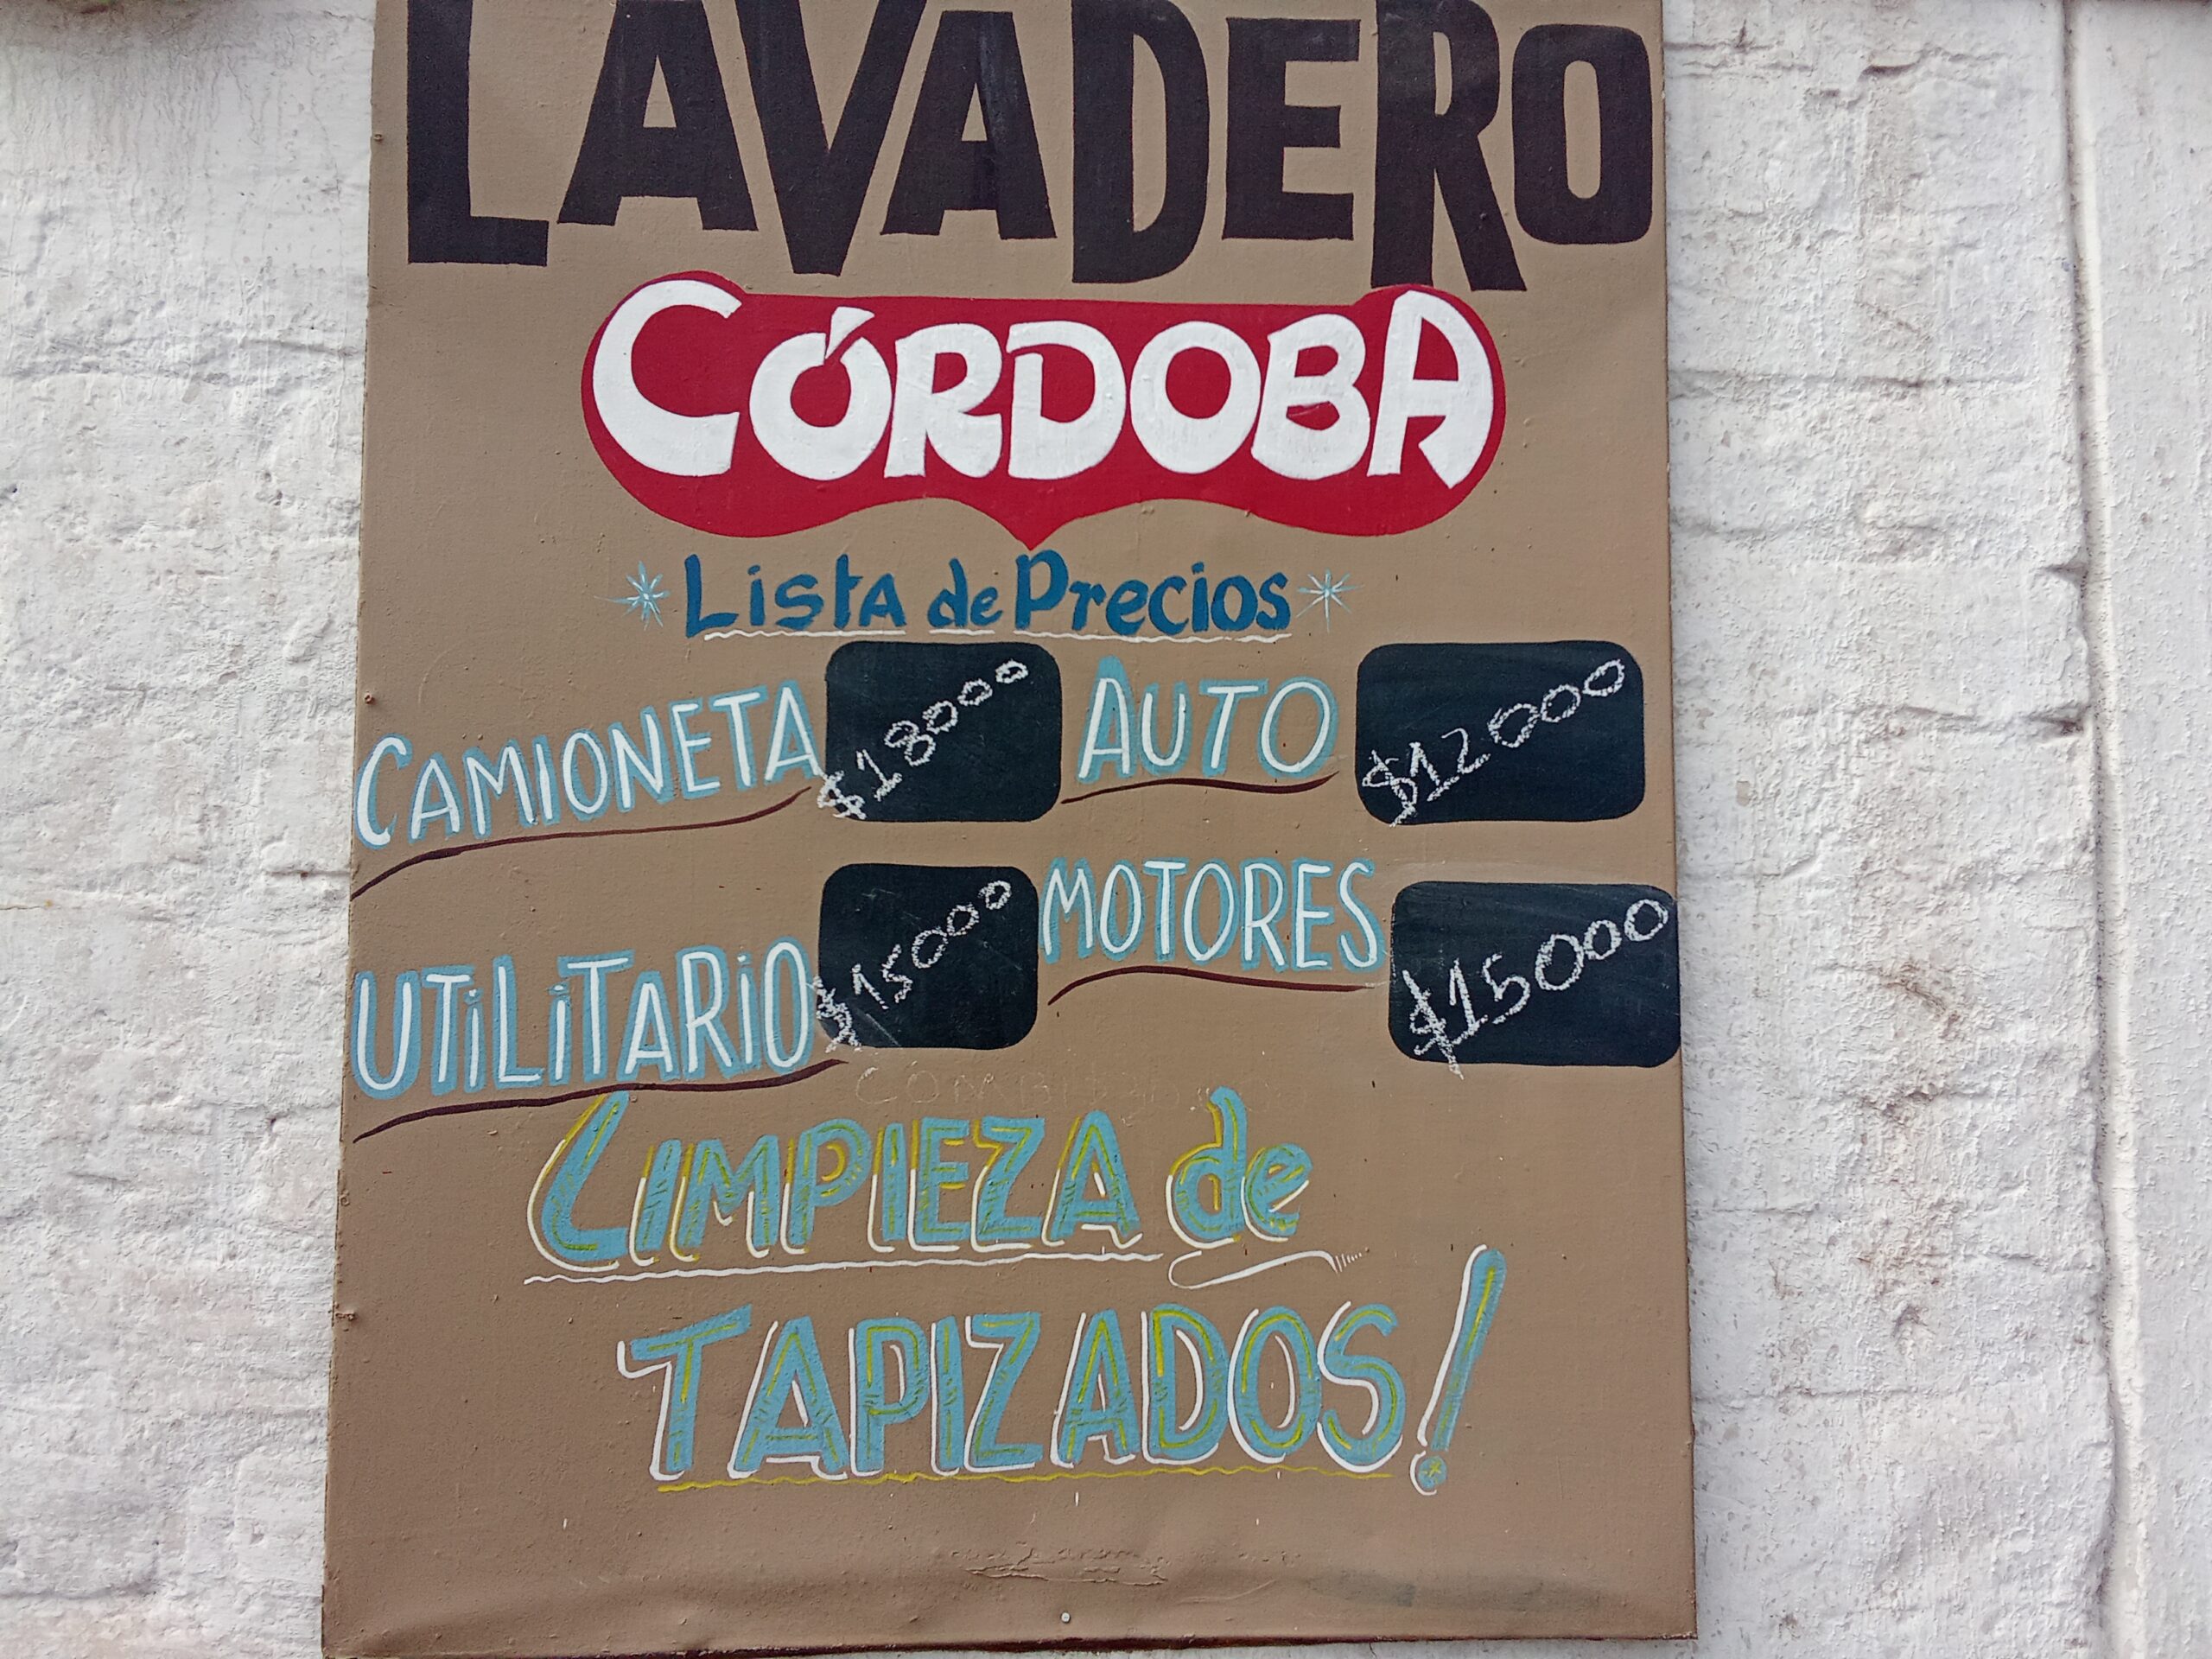 LAVADERO
CÓRDOBA
Lista de Precios
CAMIONETA $18000 AUTO $12000
UTILITARIO $15000 MOTORES $15000
LIMPIEZA de
TAPIZADOS!